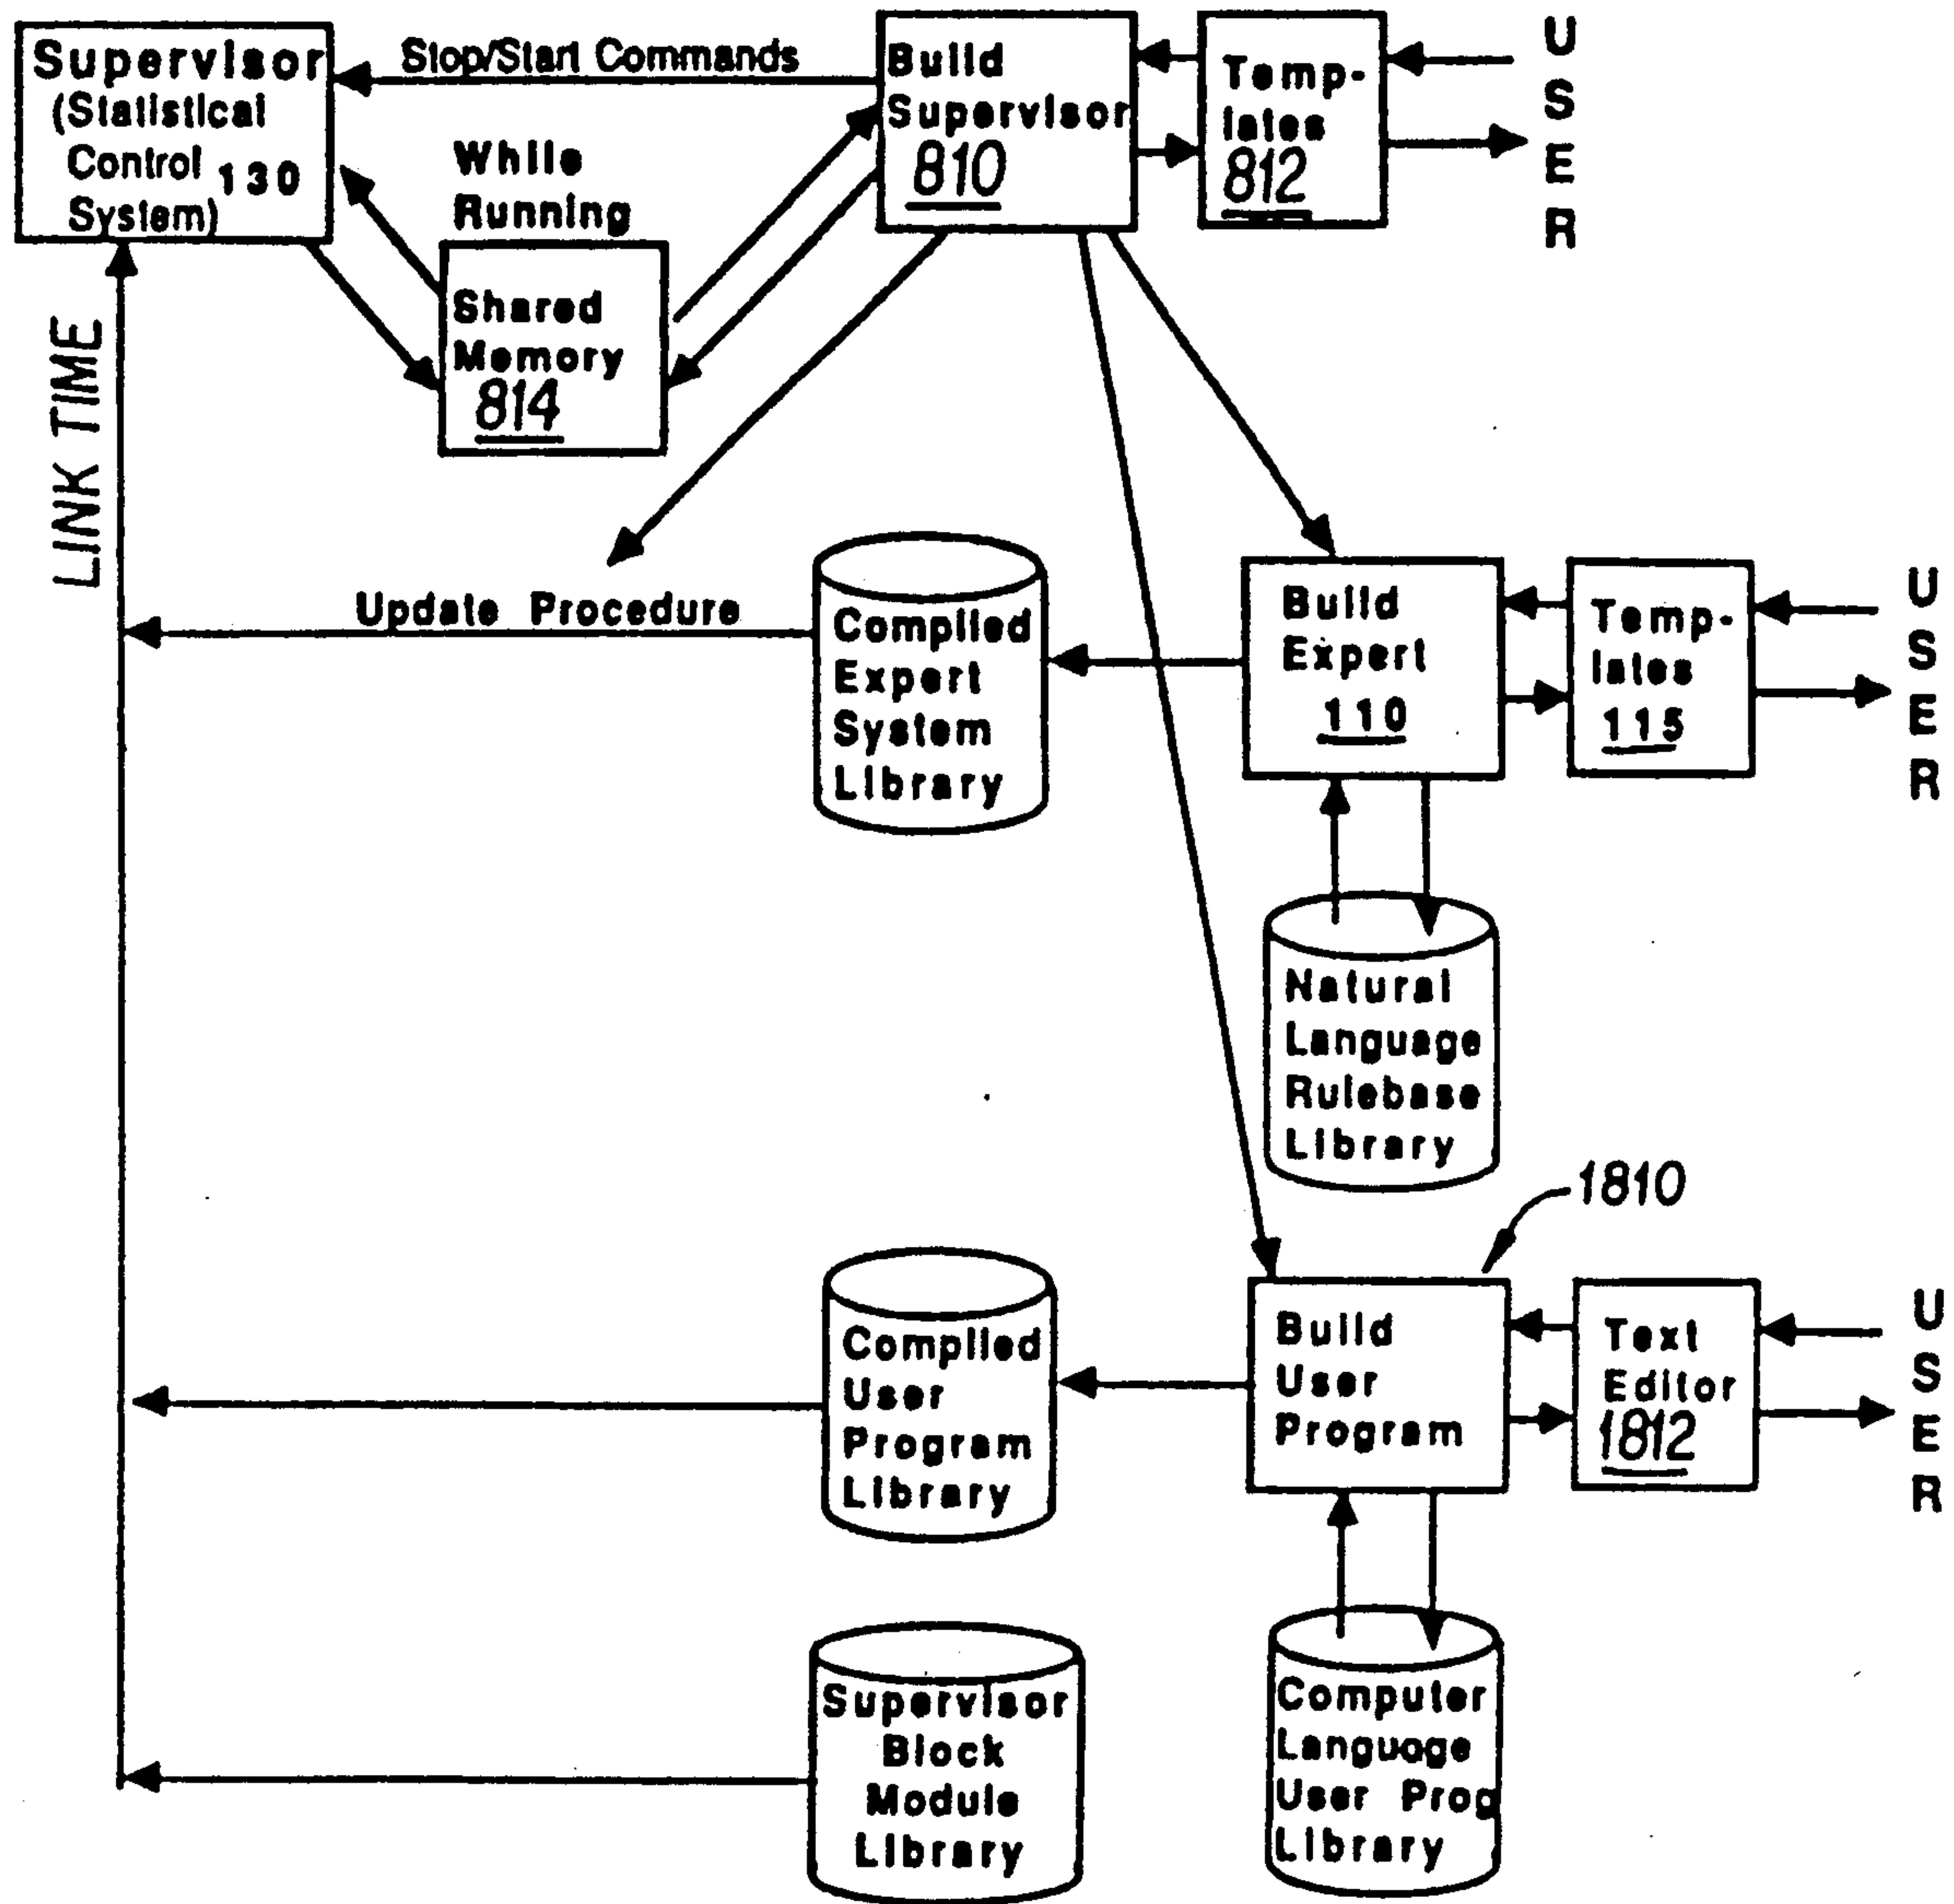 Supervisor
(Statistical
Control 130
System)
Stop/Start Commands
While
Running
Build
Supervisor
810
Temp-
lates
812
U
S
E
R
Shared
Memory
814
LINK TIME
Update Procedure
Compiled
Expert
System
Library
Build
Expert
110
Temp-
lates
115
U
S
E
R
Natural
Language
Rulebase
Library
1810
Compiled
User
Program
Library
Build
User
Program
Text
Editor
1812
U
S
E
R
Supervisor
Block
Module
Library
Computer
Language
User Prog
Library